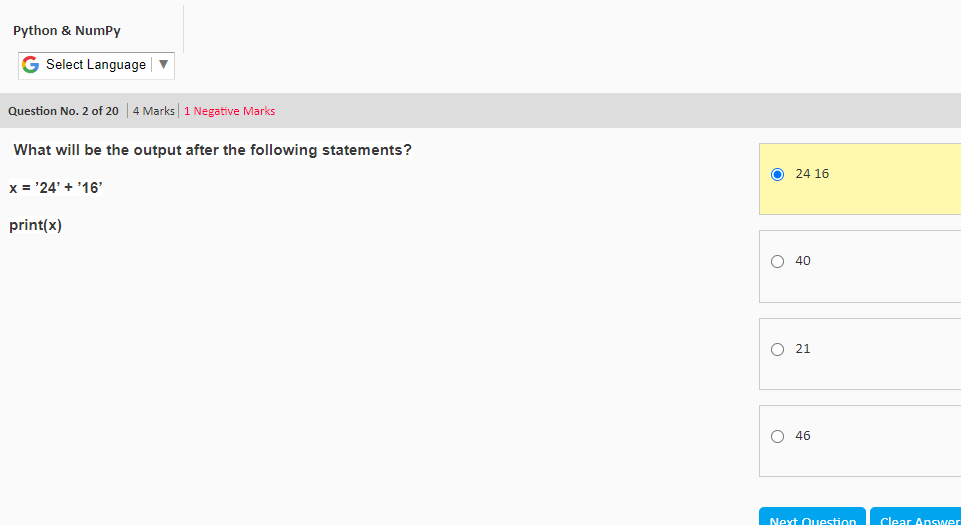 Python & NumPy
Select Language ▼
Question No. 2 of 20 4 Marks 1 Negative Marks
What will be the output after the following statements?
x = ’24’ + ’16’
print(x)
24 16
40
21
46
Next Question Clear Answer